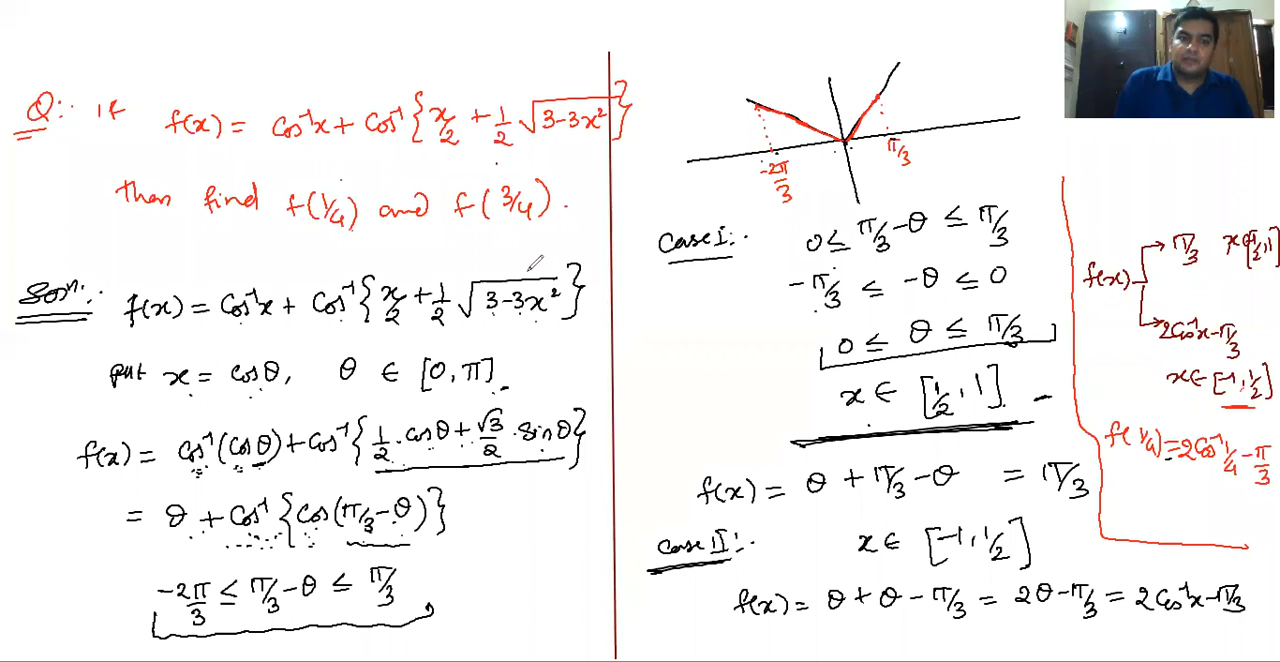 Q:- If f(x) = Cos⁻¹x + Cos⁻¹{x/2 + 1/2 √(3-3x²)}
then find f(1/4) and f(3/4).
Soln:- f(x) = Cos⁻¹x + Cos⁻¹{x/2 + 1/2 √(3-3x²)}
put x = cosθ, θ ∈ [0, π]
f(x) = Cos⁻¹(cosθ) + Cos⁻¹{1/2 · cosθ + √3/2 · sinθ}
= θ + Cos⁻¹{cos(π/3 - θ)}
-2π/3 ≤ π/3 - θ ≤ π/3
-2π/3
π/3
Case I:- 0 ≤ π/3 - θ ≤ π/3
-π/3 ≤ -θ ≤ 0
0 ≤ θ ≤ π/3
x ∈ [1/2, 1]
f(x) = θ + π/3 - θ = π/3
Case II:- x ∈ [-1, 1/2]
f(x) = θ + θ - π/3 = 2θ - π/3 = 2Cos⁻¹x - π/3
f(x) → π/3 x ∈ [1/2, 1]
→ 2Cos⁻¹x - π/3
x ∈ [-1, 1/2]
f(1/4) = 2Cos⁻¹1/4 - π/3